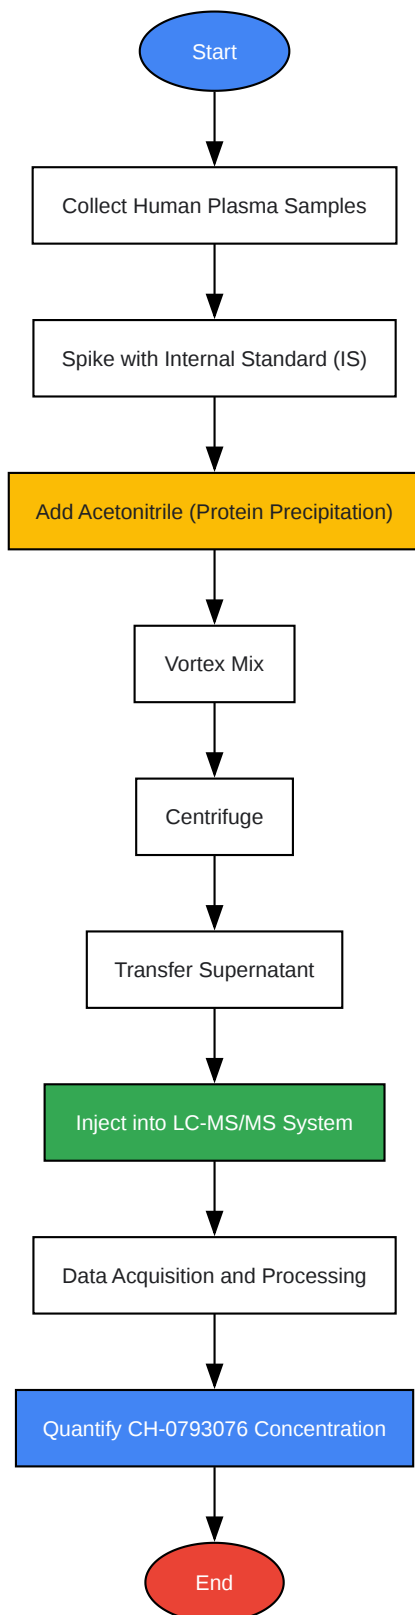 Start
Collect Human Plasma Samples
Spike with Internal Standard (IS)
Add Acetonitrile (Protein Precipitation)
Vortex Mix
Centrifuge
Transfer Supernatant
Inject into LC-MS/MS System
Data Acquisition and Processing
Quantify CH-0793076 Concentration
End